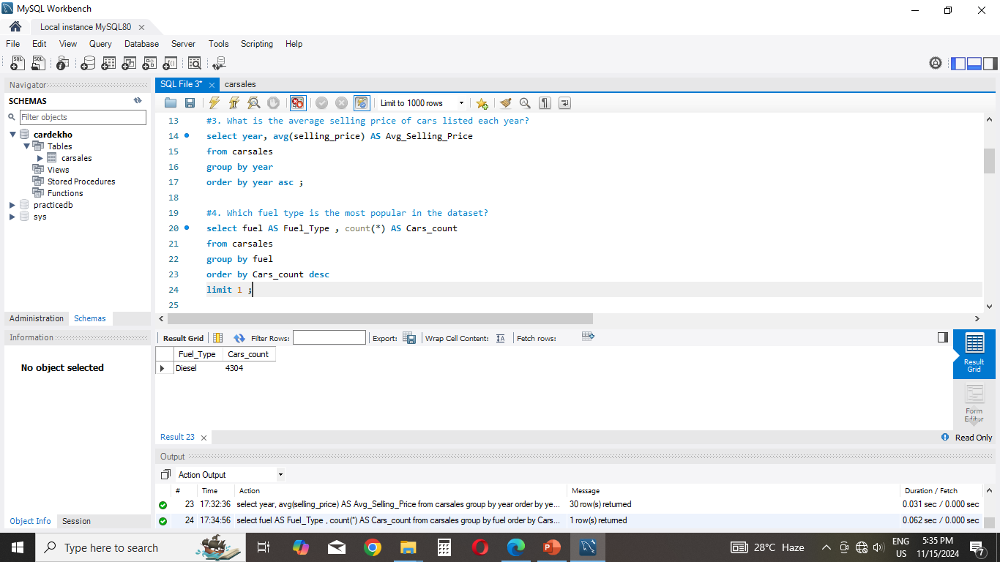 MySQL Workbench
Local instance MySQL80
File Edit View Query Database Server Tools Scripting Help
Navigator
SCHEMAS
Filter objects
cardekho
Tables
carsales
Views
Stored Procedures
Functions
practicedb
sys
Administration Schemas
Information
No object selected
Object Info Session
SQL File 3* carsales
Limit to 1000 rows
13 #3. What is the average selling price of cars listed each year?
14 select year, avg(selling_price) AS Avg_Selling_Price
15 from carsales
16 group by year
17 order by year asc ;
18
19 #4. Which fuel type is the most popular in the dataset?
20 select fuel AS Fuel_Type , count(*) AS Cars_count
21 from carsales
22 group by fuel
23 order by Cars_count desc
24 limit 1 ;
25
Result Grid Filter Rows: Export: Wrap Cell Content: Fetch rows:
Fuel_Type Cars_count
Diesel 4304
Result Grid
Form Editor
Result 23 Read Only
Output
Action Output
# Time Action Message Duration / Fetch
23 17:32:36 select year, avg(selling_price) AS Avg_Selling_Price from carsales group by year order by ye... 30 row(s) returned 0.031 sec / 0.000 sec
24 17:34:56 select fuel AS Fuel_Type , count(*) AS Cars_count from carsales group by fuel order by Cars... 1 row(s) returned 0.062 sec / 0.000 sec
Type here to search
28°C Haze
ENG US
5:35 PM
11/15/2024
7